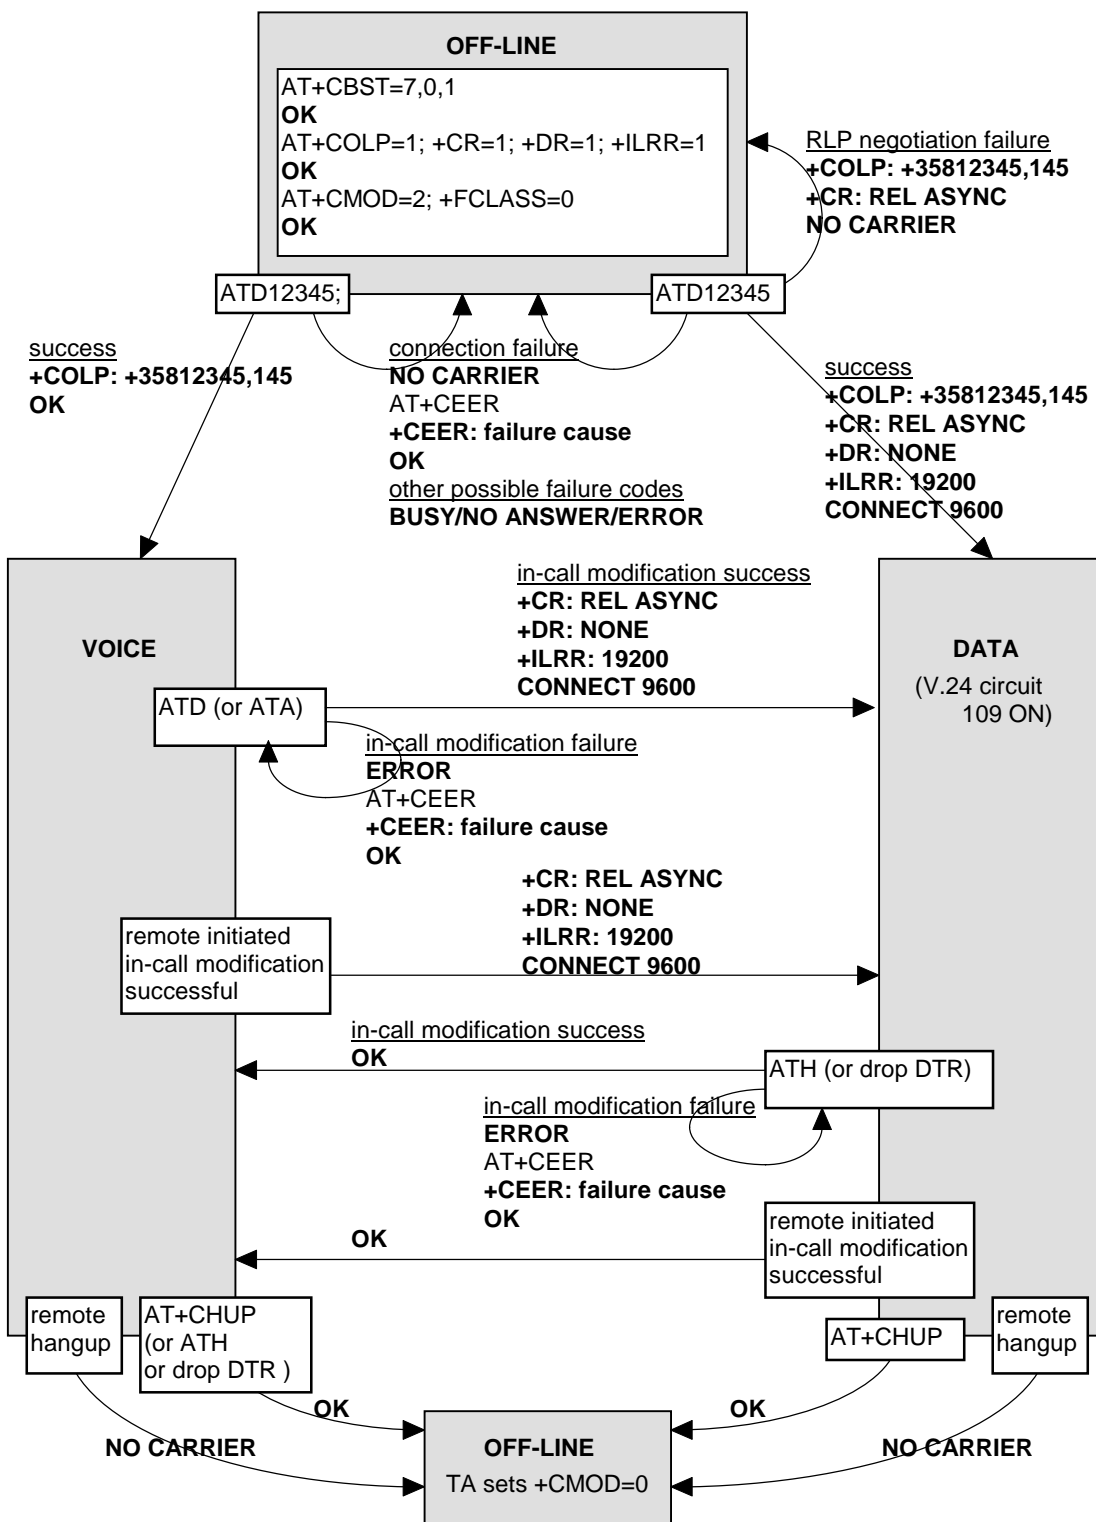 OFF-LINE
AT+CBST=7,0,1
OK
AT+COLP=1; +CR=1; +DR=1; +ILRR=1
OK
AT+CMOD=2; +FCLASS=0
OK
RLP negotiation failure
+COLP: +35812345,145
+CR: REL ASYNC
NO CARRIER
ATD12345;
ATD12345
success
+COLP: +35812345,145
OK
connection failure
NO CARRIER
AT+CEER
+CEER: failure cause
OK
other possible failure codes
BUSY/NO ANSWER/ERROR
success
+COLP: +35812345,145
+CR: REL ASYNC
+DR: NONE
+ILRR: 19200
CONNECT 9600
VOICE
in-call modification success
+CR: REL ASYNC
+DR: NONE
+ILRR: 19200
CONNECT 9600
DATA
(V.24 circuit
109 ON)
ATD (or ATA)
in-call modification failure
ERROR
AT+CEER
+CEER: failure cause
OK
+CR: REL ASYNC
+DR: NONE
+ILRR: 19200
CONNECT 9600
remote initiated
in-call modification
successful
in-call modification success
OK
ATH (or drop DTR)
in-call modification failure
ERROR
AT+CEER
+CEER: failure cause
OK
OK
remote initiated
in-call modification
successful
remote
hangup
AT+CHUP
(or ATH
or drop DTR )
AT+CHUP
remote
hangup
OK
OK
NO CARRIER
NO CARRIER
OFF-LINE
TA sets +CMOD=0